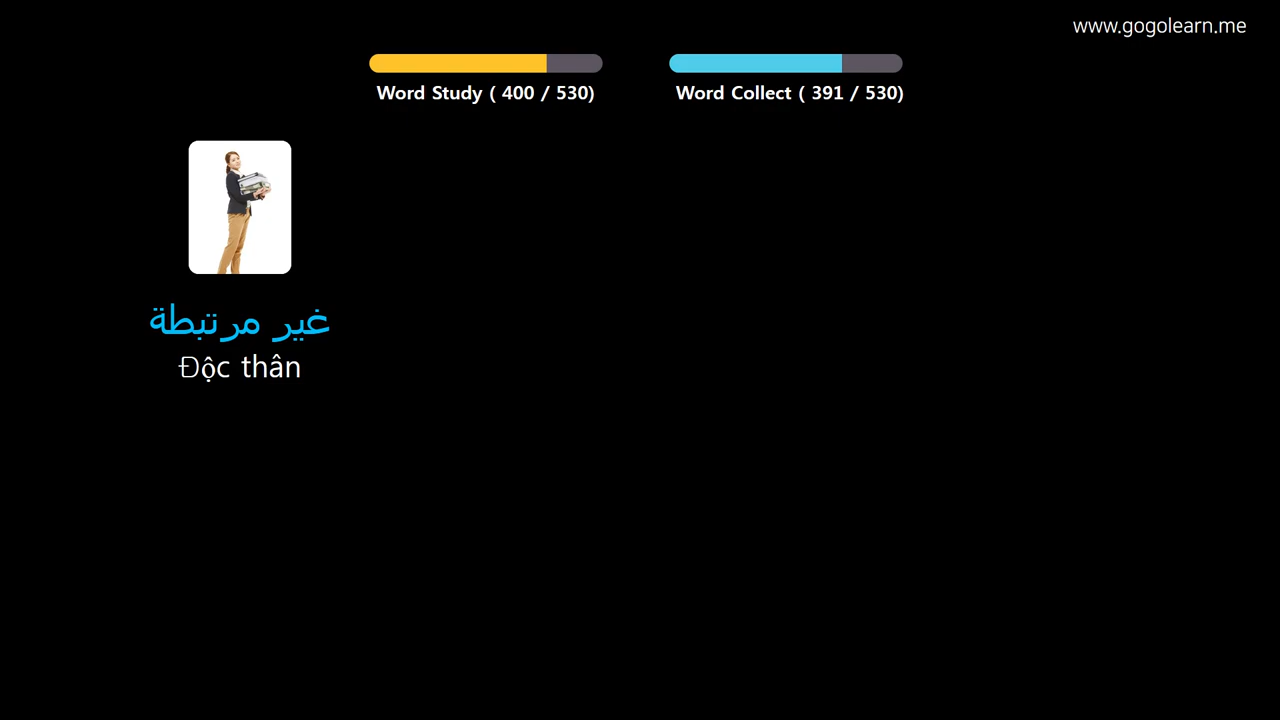 www.gogolearn.me
Word Study ( 400 / 530)
Word Collect ( 391 / 530)
غير مرتبطة
Độc thân